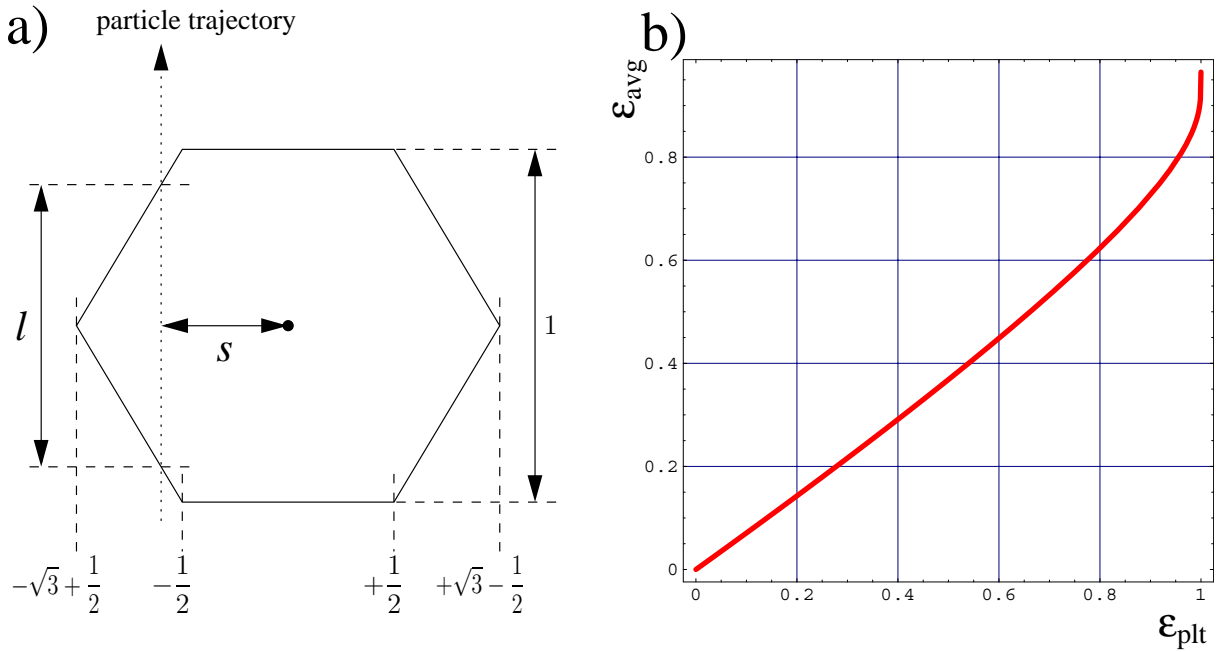 a)
particle trajectory
l
s
1
−√3 + 1/2
−1/2
+1/2
+√3 − 1/2
b)
ε_avg
0.8
0.6
0.4
0.2
0
0 0.2 0.4 0.6 0.8 1
ε_plt